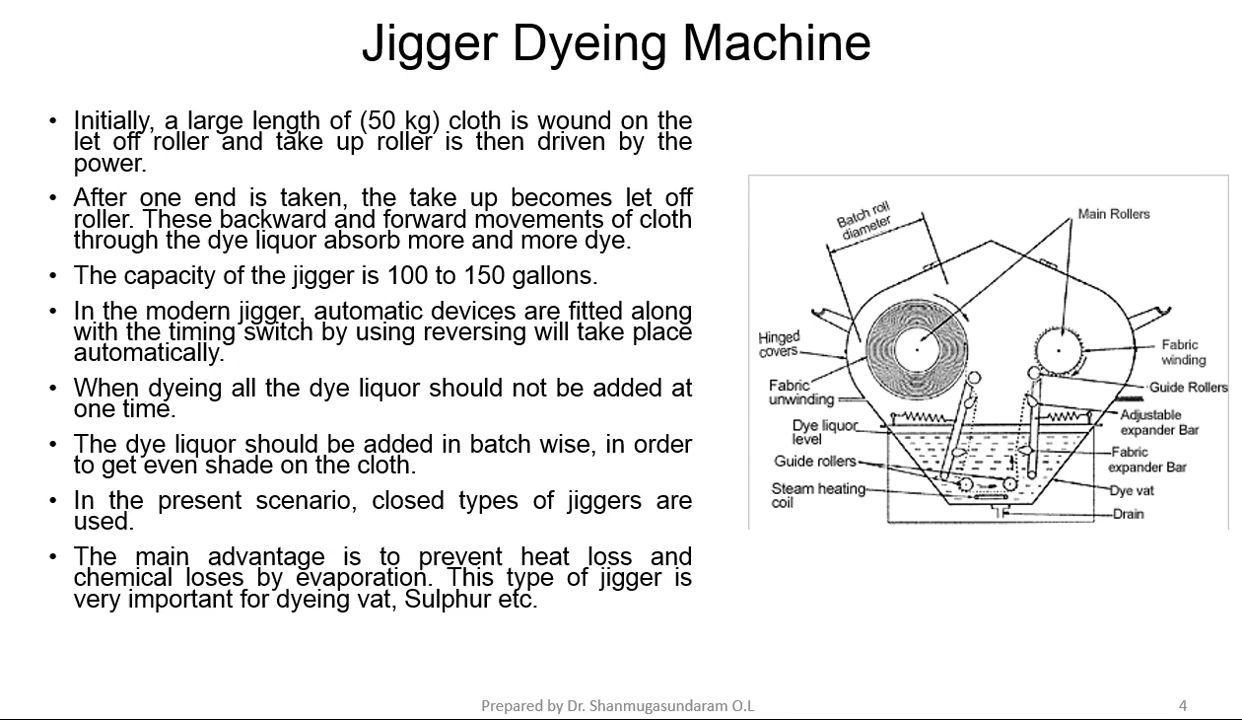 Jigger Dyeing Machine
• Initially, a large length of (50 kg) cloth is wound on the
let off roller and take up roller is then driven by the
power.
• After one end is taken, the take up becomes let off
roller. These backward and forward movements of cloth
through the dye liquor absorb more and more dye.
• The capacity of the jigger is 100 to 150 gallons.
• In the modern jigger, automatic devices are fitted along
with the timing switch by using reversing will take place
automatically.
• When dyeing all the dye liquor should not be added at
one time.
• The dye liquor should be added in batch wise, in order
to get even shade on the cloth.
• In the present scenario, closed types of jiggers are
used.
• The main advantage is to prevent heat loss and
chemical loses by evaporation. This type of jigger is
very important for dyeing vat, Sulphur etc.
Batch roll
diameter
Main Rollers
Hinged
covers
Fabric
unwinding
Dye liquor
level
Guide rollers
Steam heating
coil
Fabric
winding
Guide Rollers
Adjustable
expander Bar
Fabric
expander Bar
Dye vat
Drain
Prepared by Dr. Shanmugasundaram O.L
4